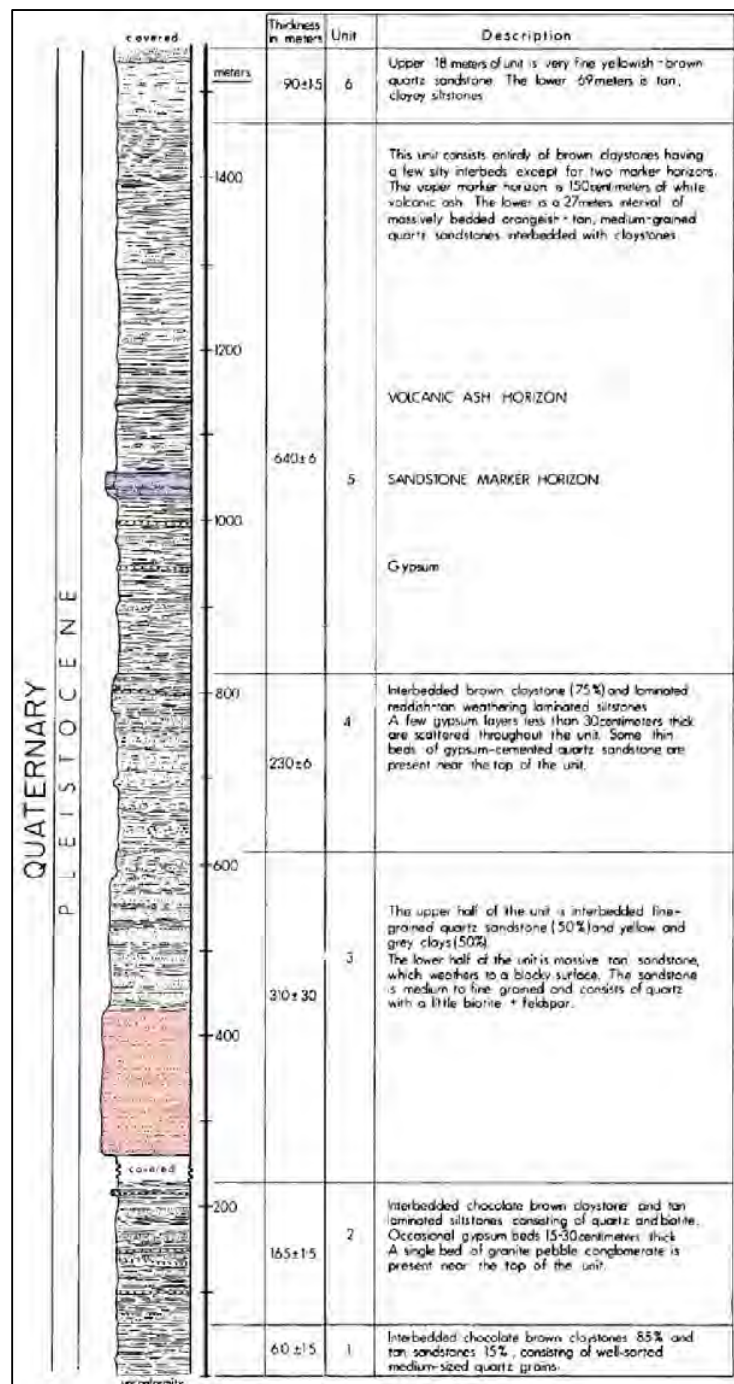 covered
Thickness
in meters
Unit
Description
meters
90±1.5
6
Upper 18 meters of unit is very fine yellowish-brown
quartz sandstone. The lower 69 meters is tan,
clayey siltstones
This unit consists entirely of brown claystones having
a few silty interbeds except for two marker horizons.
The upper marker horizon is 150 centimeters of white
volcanic ash. The lower is a 27 meters interval of
massively bedded orangeish-tan, medium-grained
quartz sandstones interbedded with claystones
1400
1200
VOLCANIC ASH HORIZON
640±6
5
SANDSTONE MARKER HORIZON
1000
Gypsum
QUATERNARY
PLEISTOCENE
800
4
230±6
Interbedded brown claystone (75%) and laminated
reddish-tan weathering laminated siltstones
A few gypsum layers less than 30 centimeters thick
are scattered throughout the unit. Some thin
beds of gypsum-cemented quartz sandstone are
present near the top of the unit.
600
3
310±30
The upper half of the unit is interbedded fine-
grained quartz sandstone (50%) and yellow and
grey clays (50%).
The lower half of the unit is massive tan sandstone,
which weathers to a blocky surface. The sandstone
is medium to fine grained and consists of quartz
with a little biotite + feldspar.
400
covered
200
2
165±1.5
Interbedded chocolate brown claystone and tan
laminated siltstones consisting of quartz and biotite.
Occasional gypsum beds 15-30 centimeters thick
A single bed of granite pebble conglomerate is
present near the top of the unit.
60±1.5
1
Interbedded chocolate brown claystones 85% and
tan sandstones 15%, consisting of well-sorted
medium-sized quartz grains.
unconformity